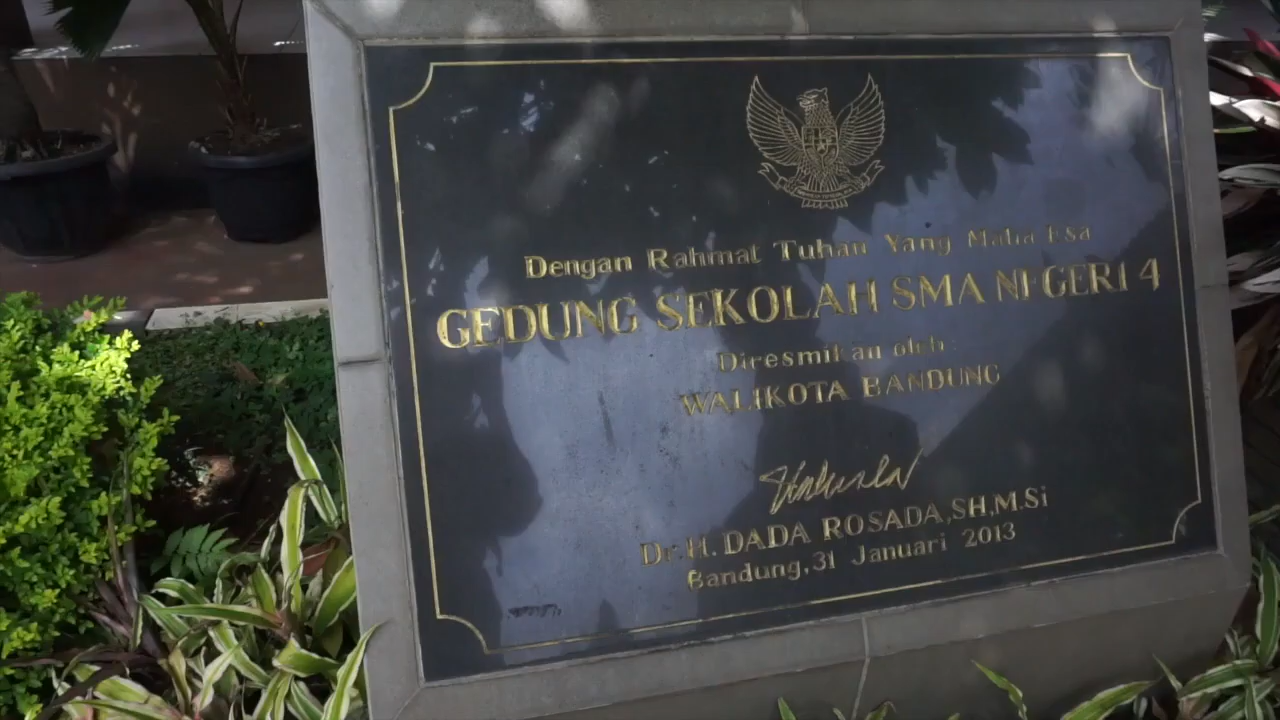 Dengan Rahmat Tuhan Yang Maha Esa
GEDUNG SEKOLAH SMA NEGERI 4
Diresmikan oleh :
WALIKOTA BANDUNG
Dr.H. DADA ROSADA,SH,M.Si
Bandung,31 Januari 2013